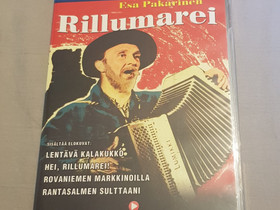 Esa Pakarinen
Rillumarei
SISÄLTÄÄ ELOKUVAT:
LENTÄVÄ KALAKUKKO
HEI, RILLUMAREI!
ROVANIEMEN MARKKINOILLA
RANTASALMEN SULTTAANI